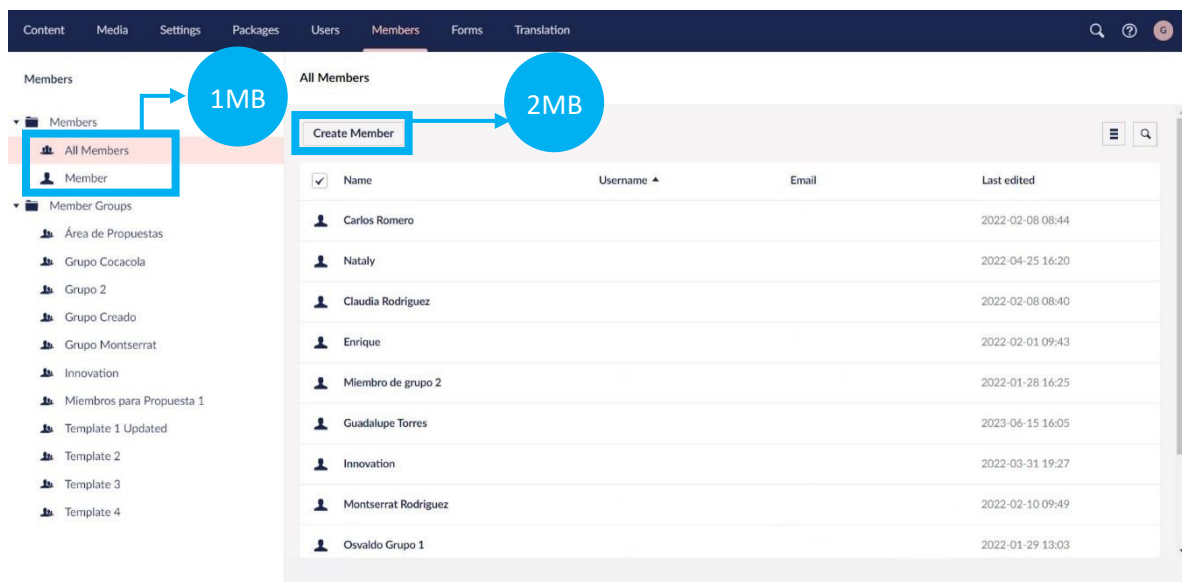 Content Media Settings Packages Users Members Forms Translation G
Members
All Members
1MB
2MB
Members
All Members
Member
Member Groups
Área de Propuestas
Grupo Cocacola
Grupo 2
Grupo Creado
Grupo Montserrat
Innovation
Miembros para Propuesta 1
Template 1 Updated
Template 2
Template 3
Template 4
Create Member
Name Username Email Last edited
Carlos Romero 2022-02-08 08:44
Nataly 2022-04-25 16:20
Claudia Rodriguez 2022-02-08 08:40
Enrique 2022-02-01 09:43
Miembro de grupo 2 2022-01-28 16:25
Guadalupe Torres 2023-06-15 16:05
Innovation 2022-03-31 19:27
Montserrat Rodriguez 2022-02-10 09:49
Osvaldo Grupo 1 2022-01-29 13:03